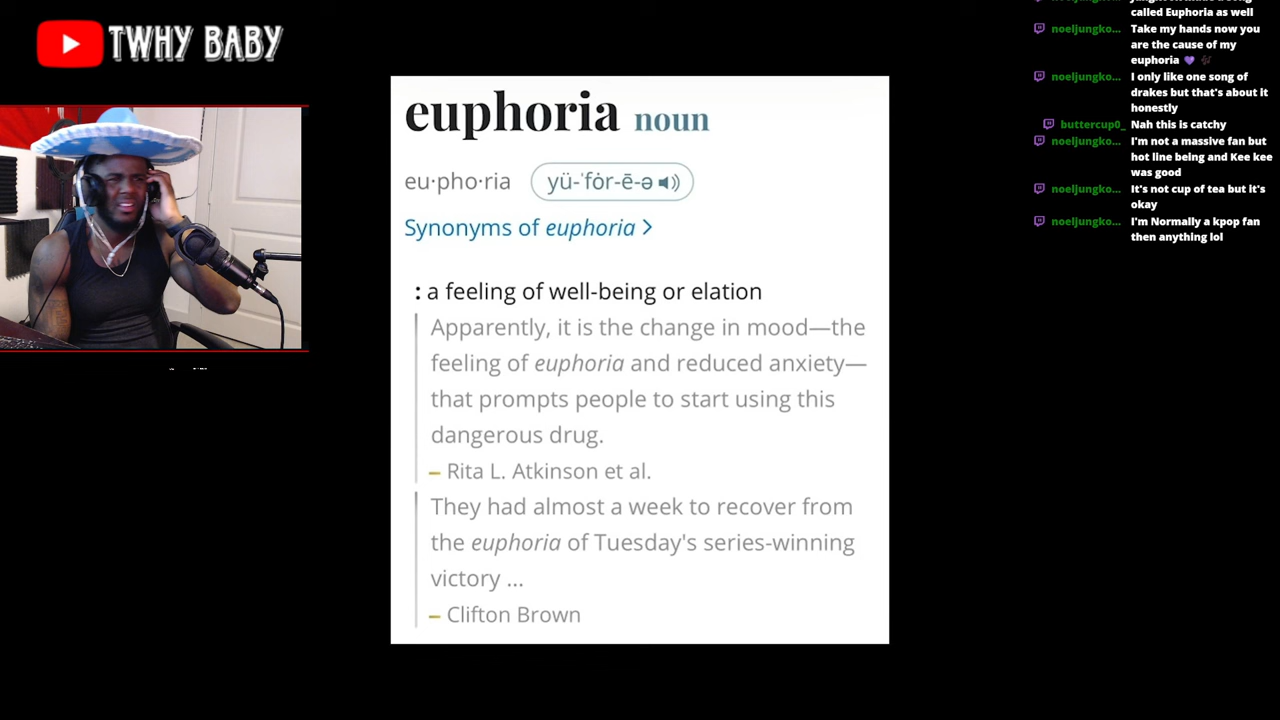 TWHY BABY
euphoria noun
eu·pho·ria yü-ˈfȯr-ē-ə
Synonyms of euphoria >
: a feeling of well-being or elation
Apparently, it is the change in mood—the
feeling of euphoria and reduced anxiety—
that prompts people to start using this
dangerous drug.
– Rita L. Atkinson et al.
They had almost a week to recover from
the euphoria of Tuesday's series-winning
victory ...
– Clifton Brown
called Euphoria as well
noeljungko... Take my hands now you
are the cause of my
euphoria 💜 🎶
noeljungko... I only like one song of
drakes but that's about it
honestly
buttercup0_ Nah this is catchy
noeljungko... I'm not a massive fan but
hot line being and Kee kee
was good
noeljungko... It's not cup of tea but it's
okay
noeljungko... I'm Normally a kpop fan
then anything lol